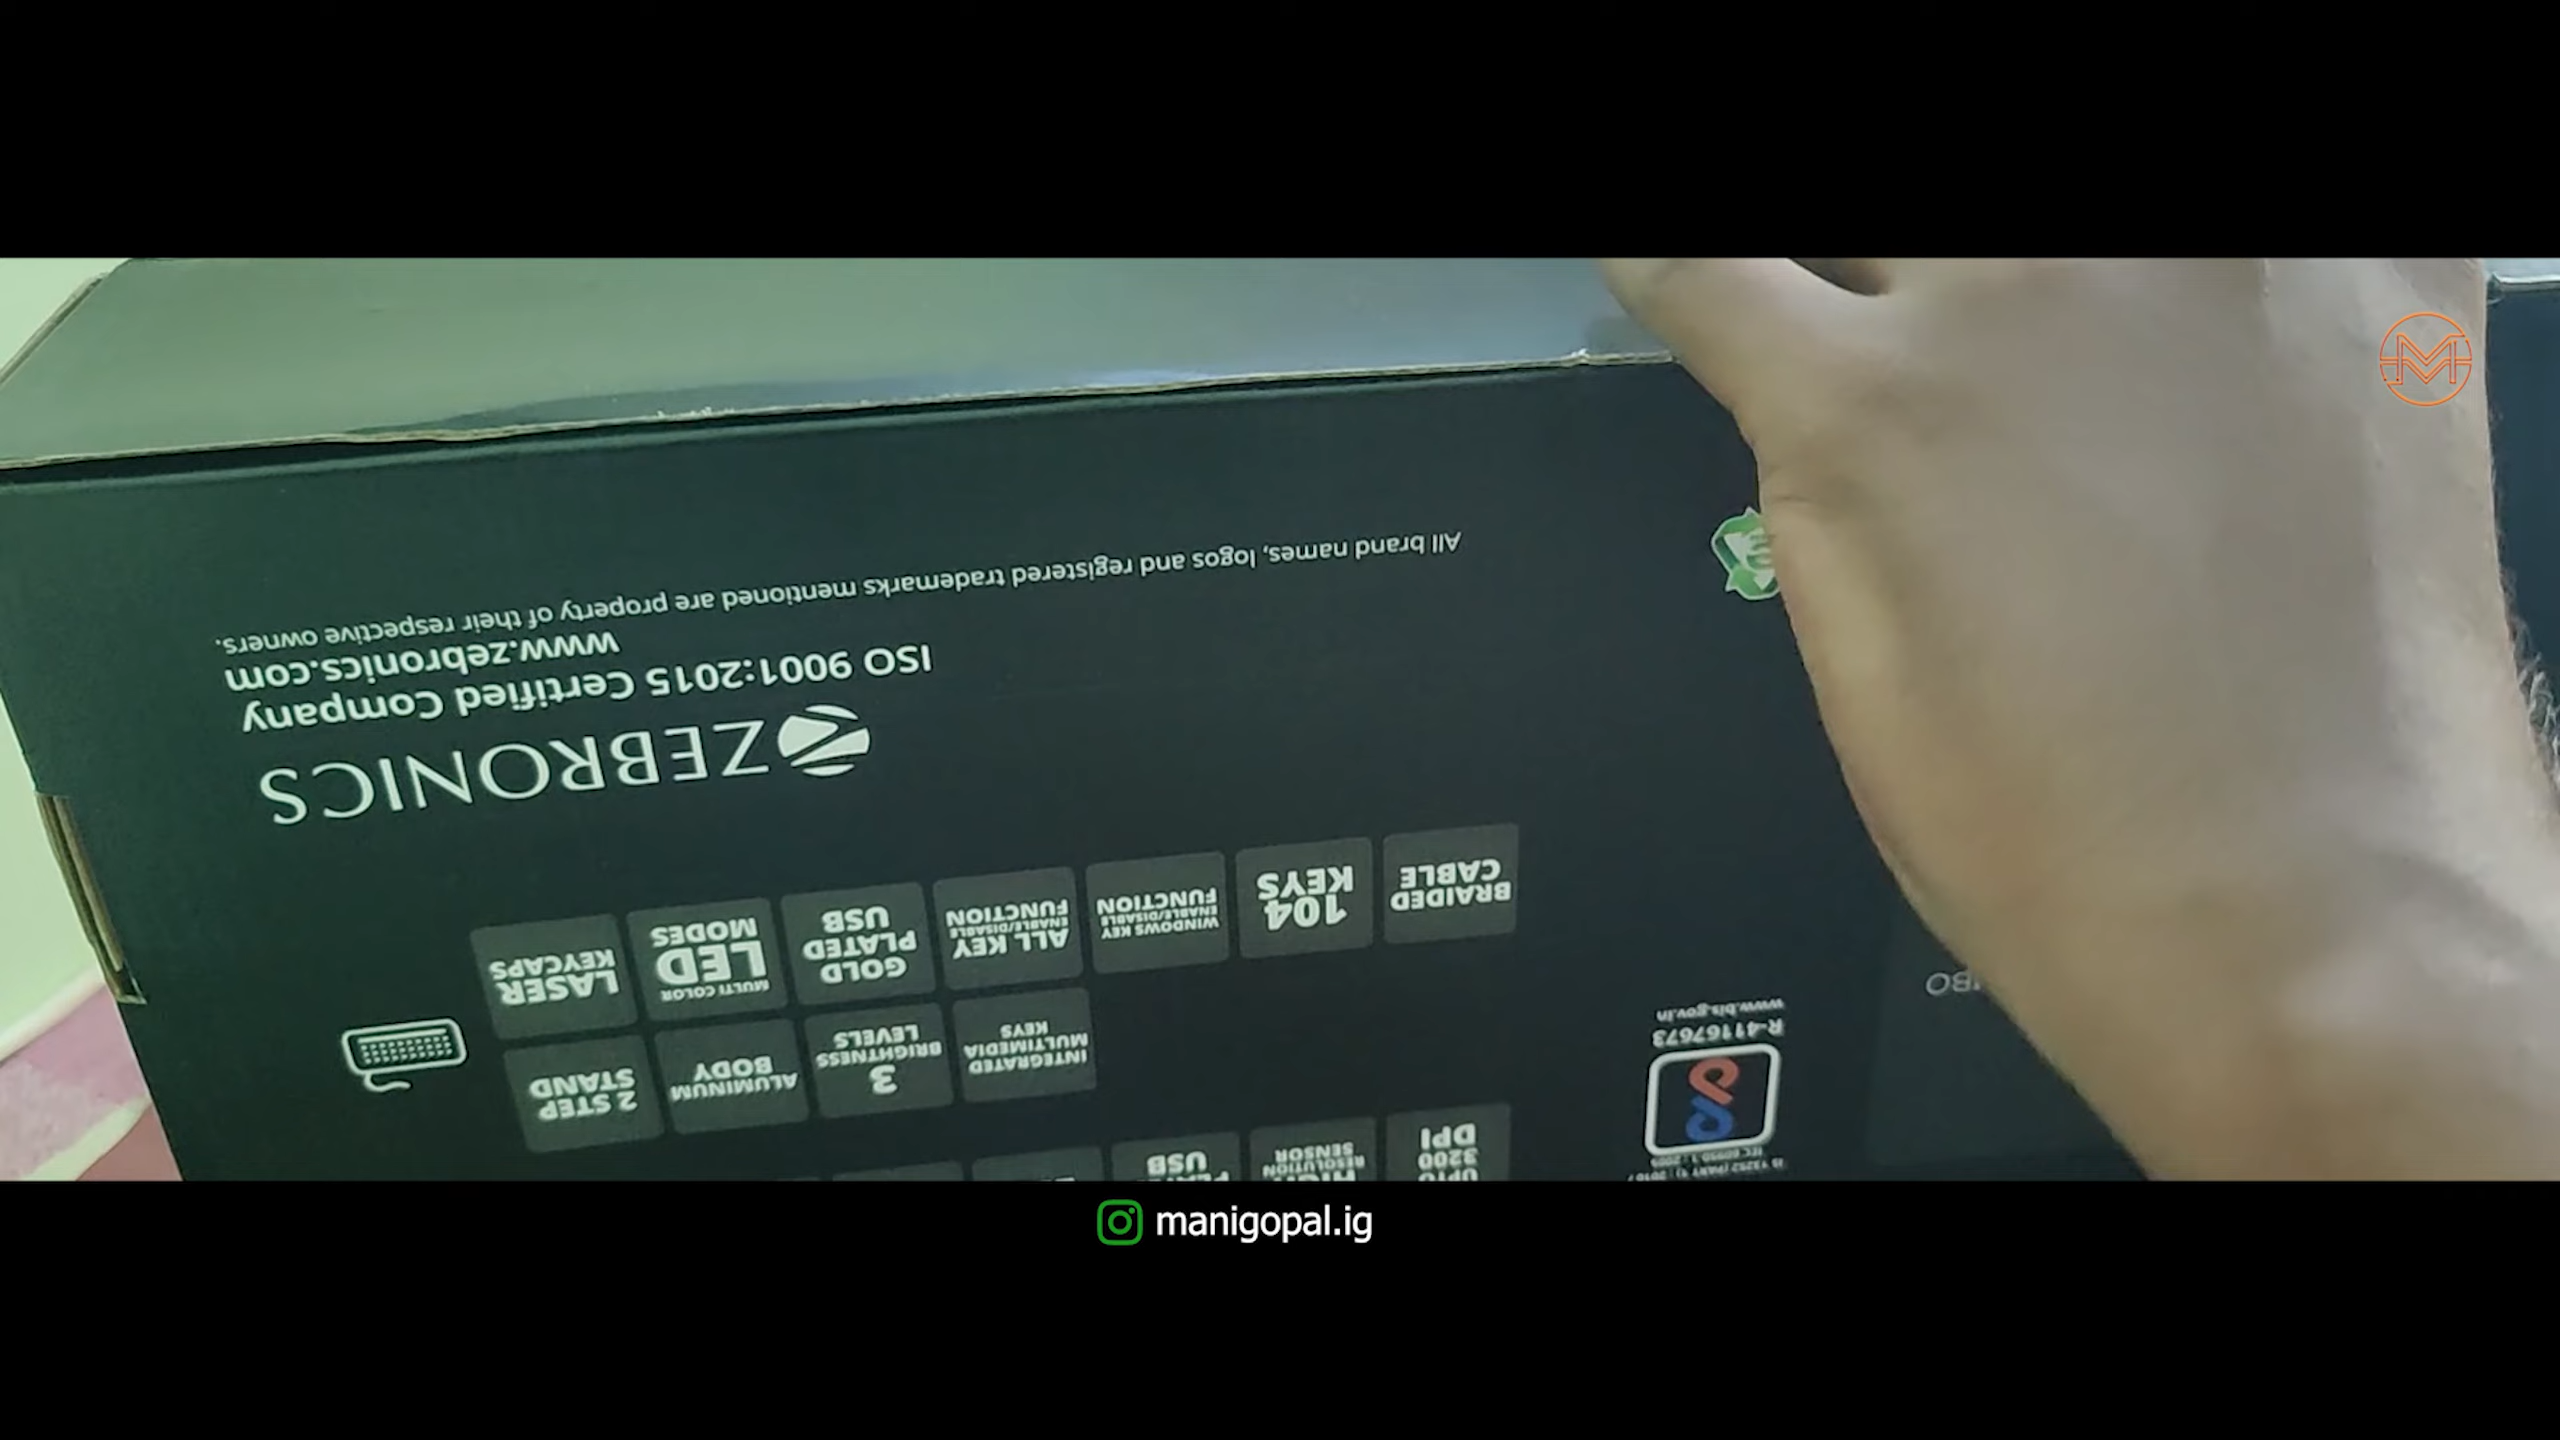 UPTO
3200
DPI
HIGH
RESOLUTION
SENSOR
USB
INTEGRATED
MULTIMEDIA
KEYS
3
BRIGHTNESS
LEVELS
ALUMINUM
BODY
2 STEP
STAND
BRAIDED
CABLE
104
KEYS
WINDOWS KEY
ENABLE/DISABLE
FUNCTION
ALL KEY
ENABLE/DISABLE
FUNCTION
GOLD
PLATED
USB
MULTI COLOR
LED
MODES
LASER
KEYCAPS
R-41167673
www.bis.gov.in
ZEBRONICS
ISO 9001:2015 Certified Company
www.zebronics.com
All brand names, logos and registered trademarks mentioned are property of their respective owners.
manigopal.ig